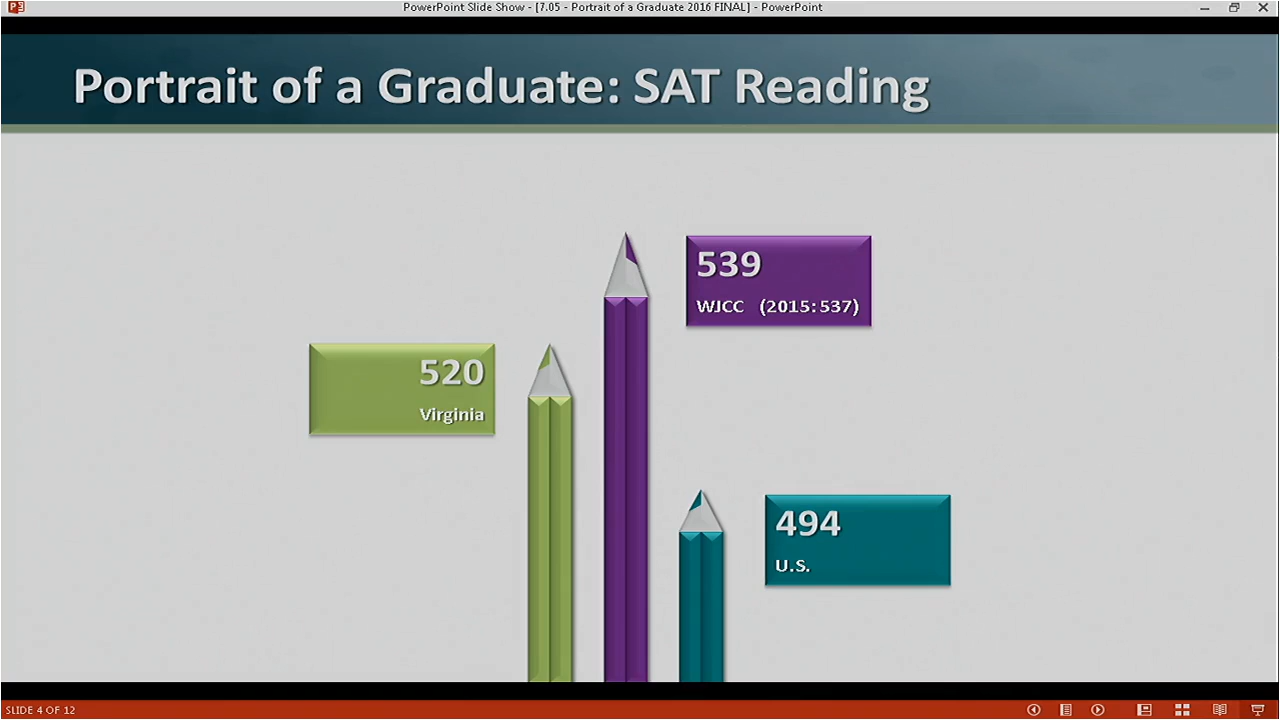 PowerPoint Slide Show - [7.05 - Portrait of a Graduate 2016 FINAL] - PowerPoint
Portrait of a Graduate: SAT Reading
539
WJCC (2015: 537)
520
Virginia
494
U.S.
SLIDE 4 OF 12